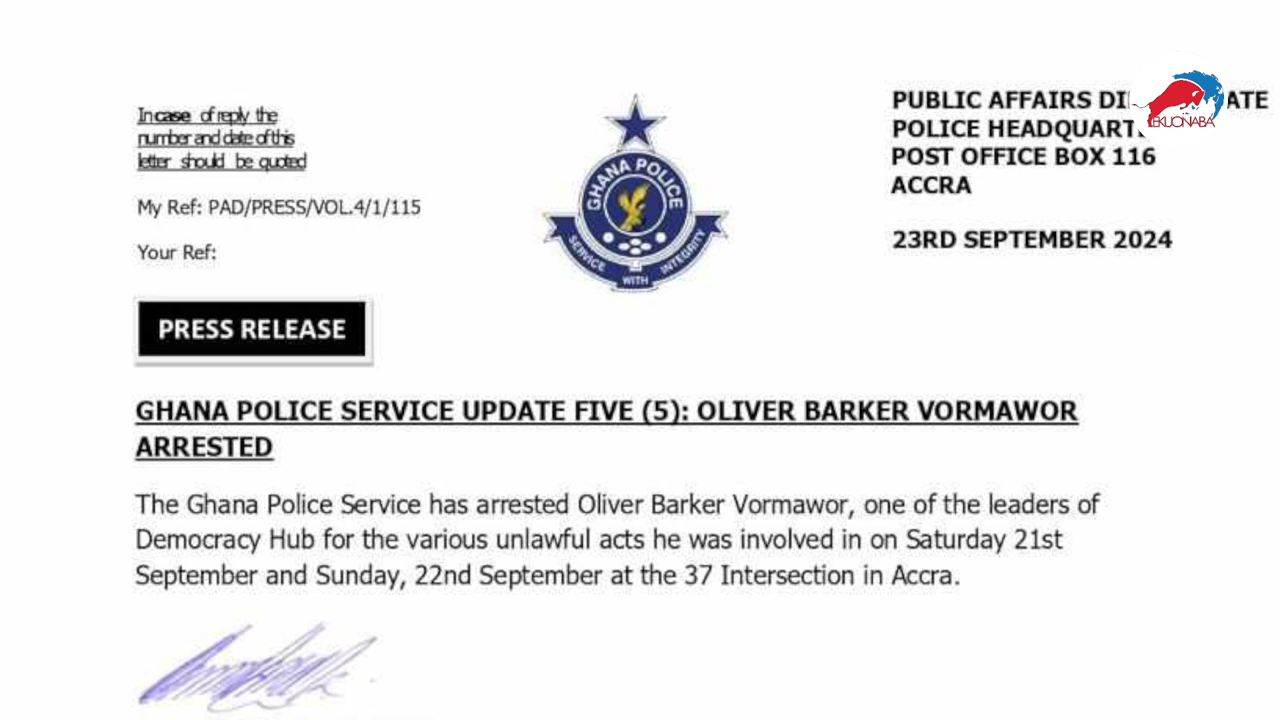 In case of reply the
number and date of this
letter should be quoted
My Ref: PAD/PRESS/VOL.4/1/115
Your Ref:
GHANA POLICE
SERVICE WITH INTEGRITY
PUBLIC AFFAIRS
POLICE
POST OFFICE BOX 116
ACCRA
23RD SEPTEMBER 2024
EKUONABA
PRESS RELEASE
GHANA POLICE SERVICE UPDATE FIVE (5): OLIVER BARKER VORMAWOR
ARRESTED
The Ghana Police Service has arrested Oliver Barker Vormawor, one of the leaders of
Democracy Hub for the various unlawful acts he was involved in on Saturday 21st
September and Sunday, 22nd September at the 37 Intersection in Accra.